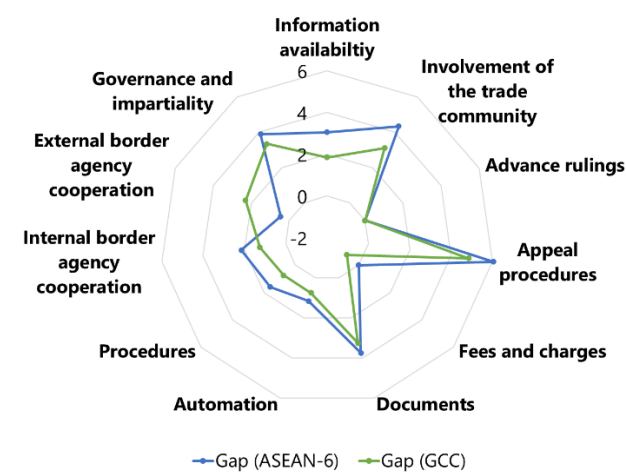 Information
availabiltiy
Involvement of
the trade
community
Advance rulings
Appeal
procedures
Fees and charges
Documents
Automation
Procedures
Internal border
agency
cooperation
External border
agency
cooperation
Governance and
impartiality
6
4
2
0
-2
Gap (ASEAN-6)
Gap (GCC)